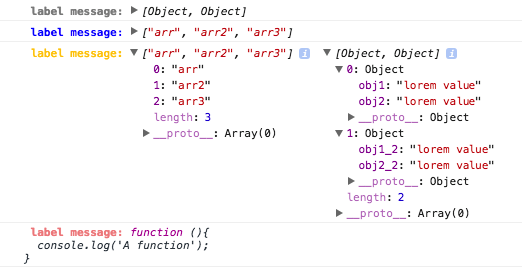 label message: ▶ [Object, Object]
label message: ▶ ["arr", "arr2", "arr3"]
label message: ▼ ["arr", "arr2", "arr3"] i
0: "arr"
1: "arr2"
2: "arr3"
length: 3
▶ __proto__: Array(0)
▼ [Object, Object] i
▼ 0: Object
obj1: "lorem value"
obj2: "lorem value"
▶ __proto__: Object
▼ 1: Object
obj1_2: "lorem value"
obj2_2: "lorem value"
▶ __proto__: Object
length: 2
▶ __proto__: Array(0)
label message: function (){
console.log('A function');
}